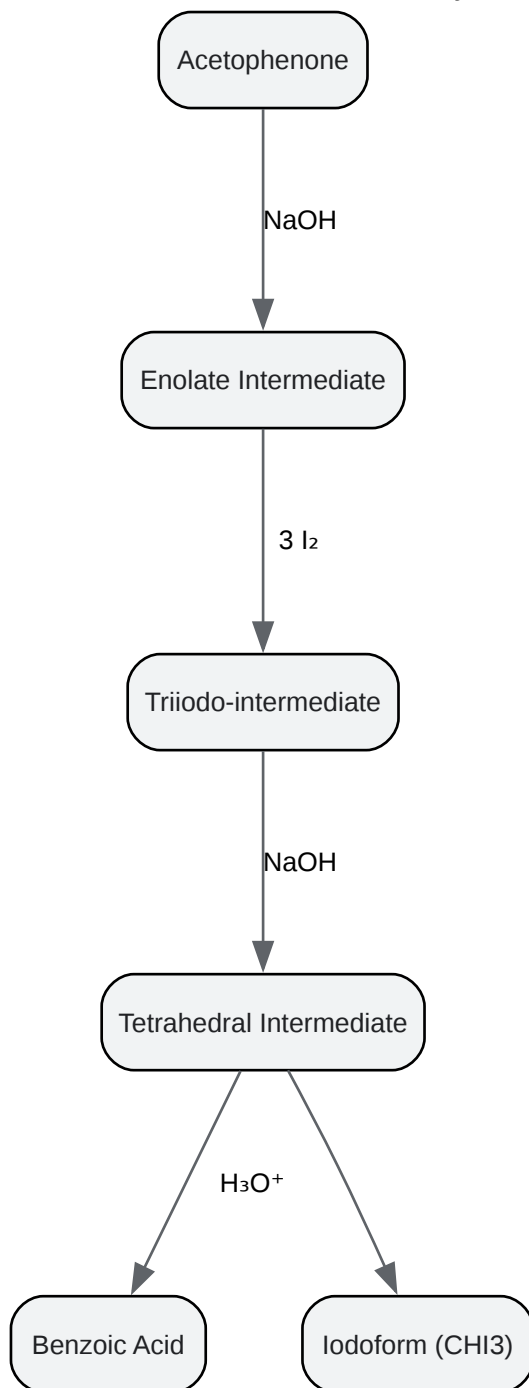 Acetophenone
NaOH
Enolate Intermediate
3 I₂
Triiodo-intermediate
NaOH
Tetrahedral Intermediate
H₃O⁺
Benzoic Acid
Iodoform (CHI3)